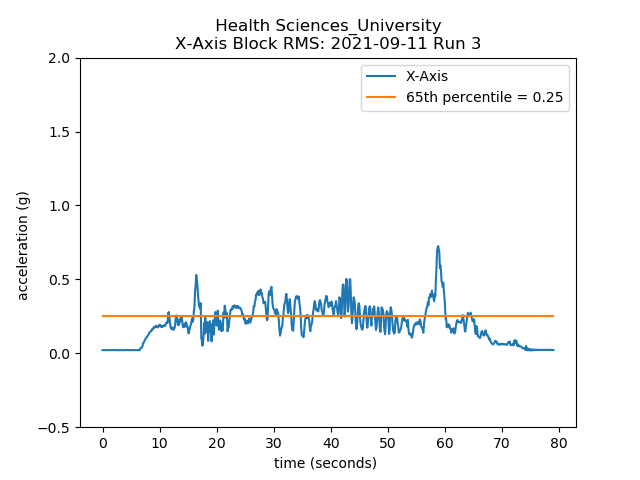 Health Sciences_University
X-Axis Block RMS: 2021-09-11 Run 3
X-Axis
65th percentile = 0.25
2.0
1.5
1.0
0.5
0.0
−0.5
acceleration (g)
0 10 20 30 40 50 60 70 80
time (seconds)